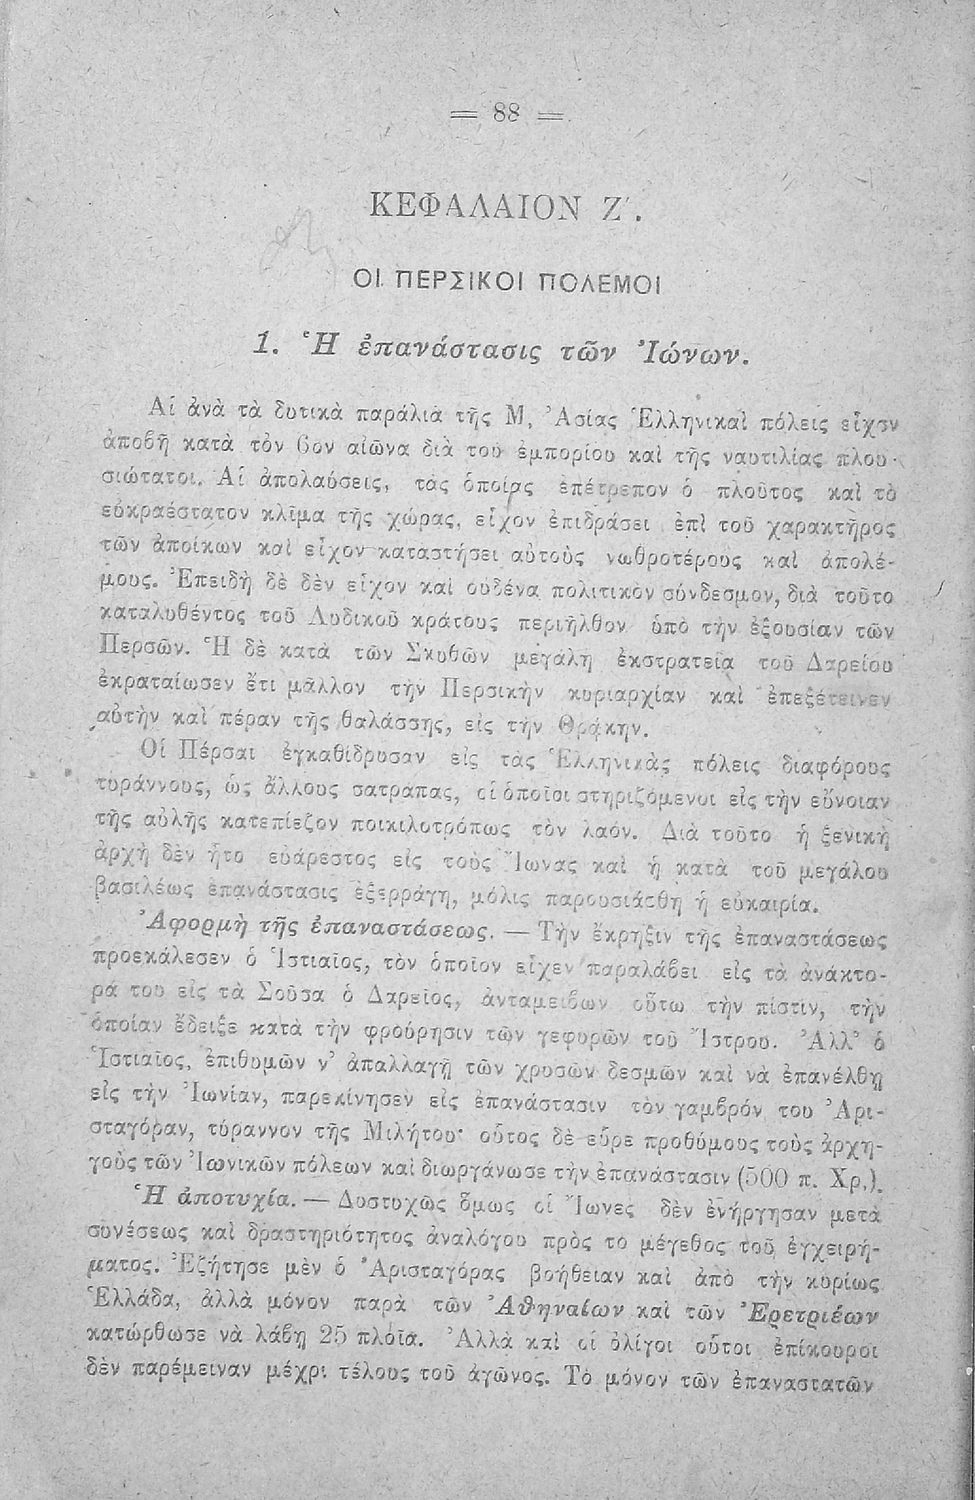 = 88 =
ΚΕΦΑΛΑΙΟΝ Ζ΄.
ΟΙ ΠΕΡΣΙΚΟΙ ΠΟΛΕΜΟΙ
1. Ἡ ἐπανάστασις τῶν Ἰώνων.
Αἱ ἀνὰ τὰ δυτικὰ παράλια τῆς Μ. Ἀσίας Ἑλληνικαὶ πόλεις εἶχον
ἀποβῆ κατὰ τὸν 6ον αἰῶνα διὰ τοῦ ἐμπορίου καὶ τῆς ναυτιλίας πλου-
σιώτατοι. Αἱ ἀπολαύσεις, τὰς ὁποίας ἐπέτρεπον ὁ πλοῦτος καὶ τὸ
εὐκραέστατον κλῖμα τῆς χώρας, εἶχον ἐπιδράσει ἐπὶ τοῦ χαρακτῆρος
τῶν ἀποίκων καὶ εἶχον καταστήσει αὐτοὺς νωθροτέρους καὶ ἀπολέ-
μους. Ἐπειδὴ δὲ δὲν εἶχον καὶ οὐδένα πολιτικὸν σύνδεσμον, διὰ τοῦτο
καταλυθέντος τοῦ Λυδικοῦ κράτους περιῆλθον ὑπὸ τὴν ἐξουσίαν τῶν
Περσῶν. Ἡ δὲ κατὰ τῶν Σκυθῶν μεγάλη ἐκστρατεία τοῦ Δαρείου
ἐκραταίωσεν ἔτι μᾶλλον τὴν Περσικὴν κυριαρχίαν καὶ ἐπεξέτεινεν
αὐτὴν καὶ πέραν τῆς θαλάσσης, εἰς τὴν Θρᾴκην.
Οἱ Πέρσαι ἐγκαθίδρυσαν εἰς τὰς Ἑλληνικὰς πόλεις διαφόρους
τυράννους, ὡς ἄλλους σατραπας, οἱ ὁποῖοι στηριζόμενοι εἰς τὴν εὔνοιαν
τῆς αὐλῆς κατεπίεζον ποικιλοτρόπως τὸν λαόν. Διὰ τοῦτο ἡ ξενικὴ
ἀρχὴ δὲν ἦτο εὐάρεστος εἰς τοὺς Ἴωνας καὶ ἡ κατὰ τοῦ μεγάλου
βασιλέως ἐπανάστασις ἐξερράγη, μόλις παρουσιάσθη ἡ εὐκαιρία.
Ἀφορμὴ τῆς ἐπαναστάσεως. — Τὴν ἔκρηξιν τῆς ἐπαναστάσεως
προεκάλεσεν ὁ Ἱστιαῖος, τὸν ὁποῖον εἶχεν παραλάβει εἰς τὰ ἀνάκτο-
ρά του εἰς τὰ Σοῦσα ὁ Δαρεῖος, ἀνταμείβων οὕτω τὴν πίστιν, τὴν
ὁποίαν ἔδειξε κατὰ τὴν φρούρησιν τῶν γεφυρῶν τοῦ Ἴστρου. Ἀλλ' ὁ
Ἱστιαῖος, ἐπιθυμῶν ν' ἀπαλλαγῇ τῶν χρυσῶν δεσμῶν καὶ νὰ ἐπανέλθῃ
εἰς τὴν Ἰωνίαν, παρεκίνησεν εἰς ἐπανάστασιν τὸν γαμβρόν του Ἀρι-
σταγόραν, τύραννον τῆς Μιλήτου· οὗτος δὲ εὗρε προθύμους τοὺς ἀρχη-
γοὺς τῶν Ἰωνικῶν πόλεων καὶ διωργάνωσε τὴν ἐπανάστασιν (500 π. Χρ.).
Ἡ ἀποτυχία. — Δυστυχῶς ὅμως οἱ Ἴωνες δὲν ἐνήργησαν μετὰ
συνέσεως καὶ δραστηριότητος ἀναλόγου πρὸς τὸ μέγεθος τοῦ ἐγχειρή-
ματος. Ἐζήτησε μὲν ὁ Ἀρισταγόρας βοήθειαν καὶ ἀπὸ τὴν κυρίως
Ἑλλάδα, ἀλλὰ μόνον παρὰ τῶν Ἀθηναίων καὶ τῶν Ἐρετριέων
κατώρθωσε νὰ λάβῃ 25 πλοῖα. Ἀλλὰ καὶ οἱ ὀλίγοι οὗτοι ἐπίκουροι
δὲν παρέμειναν μέχρι τέλους τοῦ ἀγῶνος. Τὸ μόνον τῶν ἐπαναστατῶν